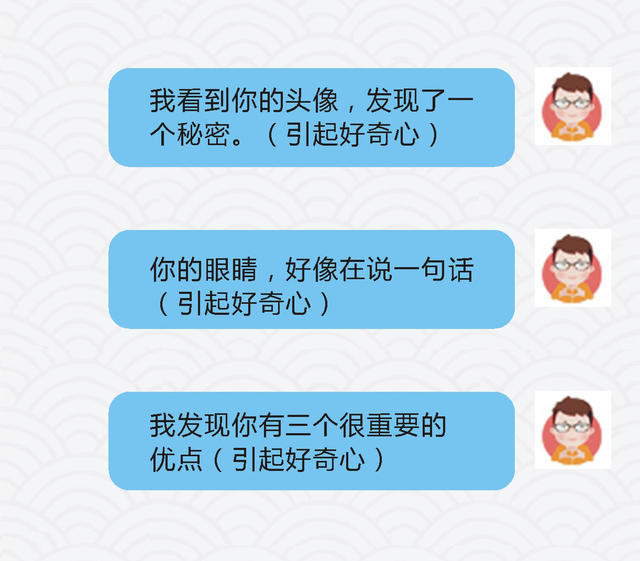 我看到你的头像，发现了一
个秘密。（引起好奇心）
你的眼睛，好像在说一句话
（引起好奇心）
我发现你有三个很重要的
优点（引起好奇心）